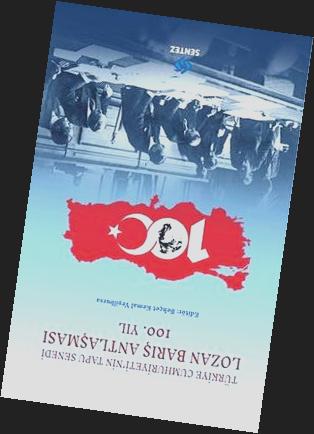 TÜRKİYE CUMHURİYETİ'NİN TAPU SENEDİ
LOZAN BARIŞ ANTLAŞMASI
100. YIL
Editör: Behçet Kemal Yeşilbursa
100
SENTEZ